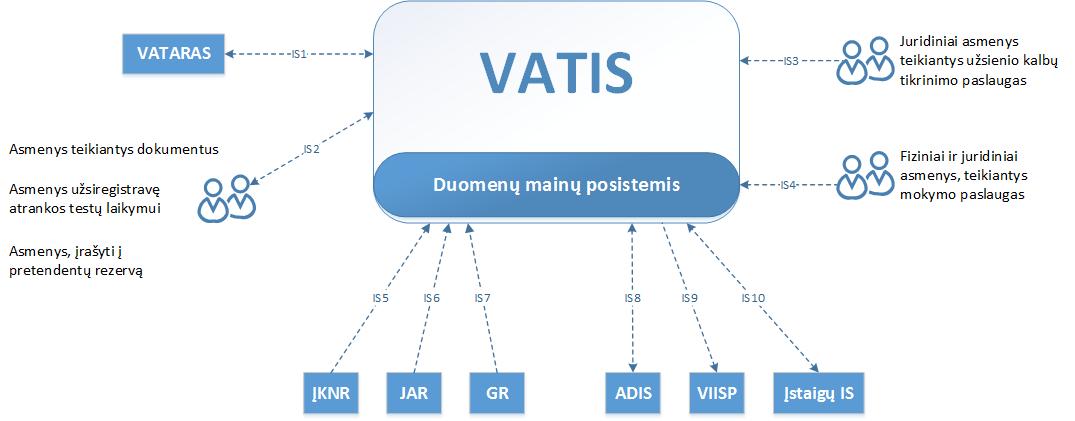 VATARAS
IS1
VATIS
IS3
Juridiniai asmenys
teikiantys užsienio kalbų
tikrinimo paslaugas
Asmenys teikiantys dokumentus
IS2
Asmenys užsiregistravę
atrankos testų laikymui
Asmenys, įrašyti į
pretendentų rezervą
Duomenų mainų posistemis
IS4
Fiziniai ir juridiniai
asmenys, teikiantys
mokymo paslaugas
IS5
IS6
IS7
IS8
IS9
IS10
ĮKNR
JAR
GR
ADIS
VIISP
Įstaigų IS